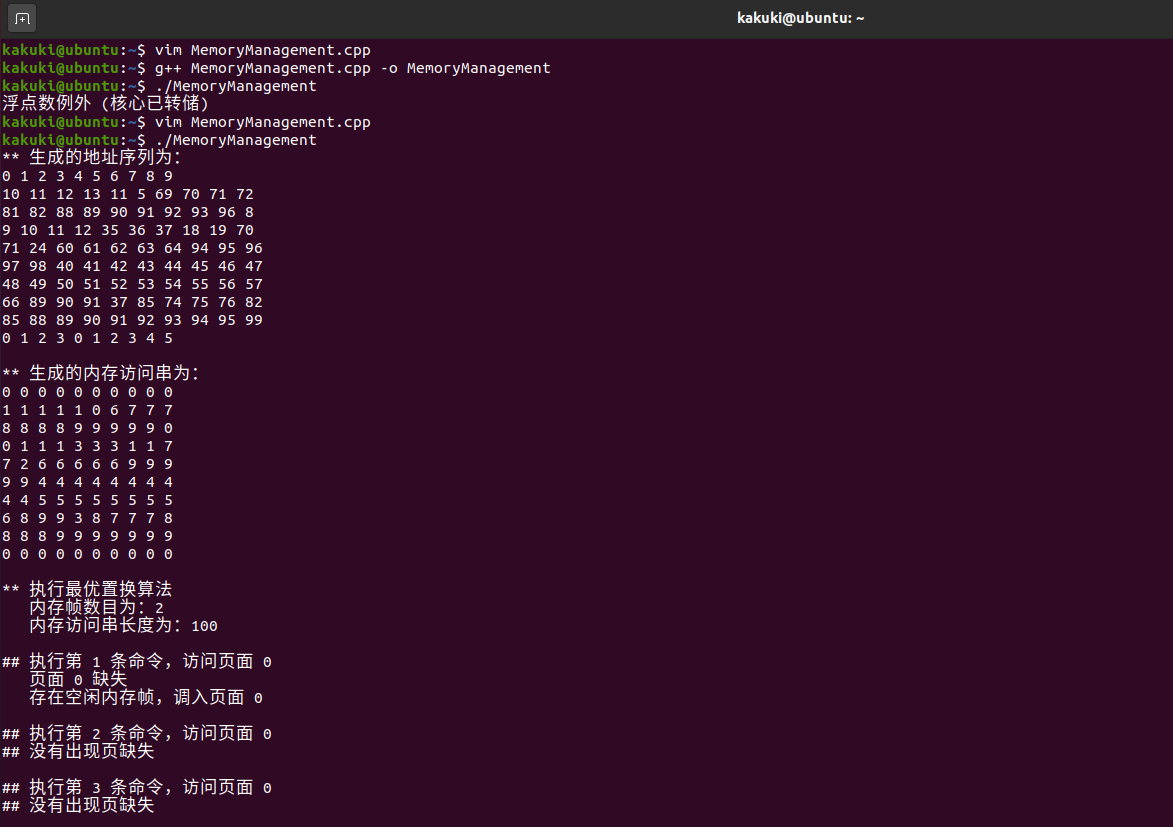 kakuki@ubuntu: ~
kakuki@ubuntu:~$ vim MemoryManagement.cpp
kakuki@ubuntu:~$ g++ MemoryManagement.cpp -o MemoryManagement
kakuki@ubuntu:~$ ./MemoryManagement
浮点数例外 (核心已转储)
kakuki@ubuntu:~$ vim MemoryManagement.cpp
kakuki@ubuntu:~$ ./MemoryManagement
** 生成的地址序列为：
0 1 2 3 4 5 6 7 8 9
10 11 12 13 11 5 69 70 71 72
81 82 88 89 90 91 92 93 96 8
9 10 11 12 35 36 37 18 19 70
71 24 60 61 62 63 64 94 95 96
97 98 40 41 42 43 44 45 46 47
48 49 50 51 52 53 54 55 56 57
66 89 90 91 37 85 74 75 76 82
85 88 89 90 91 92 93 94 95 99
0 1 2 3 0 1 2 3 4 5
** 生成的内存访问串为：
0 0 0 0 0 0 0 0 0 0
1 1 1 1 1 0 6 7 7 7
8 8 8 8 9 9 9 9 9 0
0 1 1 1 3 3 3 1 1 7
7 2 6 6 6 6 6 9 9 9
9 9 4 4 4 4 4 4 4 4
4 4 5 5 5 5 5 5 5 5
6 8 9 9 3 8 7 7 7 8
8 8 8 9 9 9 9 9 9 9
0 0 0 0 0 0 0 0 0 0
** 执行最优置换算法
内存帧数目为：2
内存访问串长度为：100
## 执行第 1 条命令，访问页面 0
页面 0 缺失
存在空闲内存帧，调入页面 0
## 执行第 2 条命令，访问页面 0
## 没有出现页缺失
## 执行第 3 条命令，访问页面 0
## 没有出现页缺失